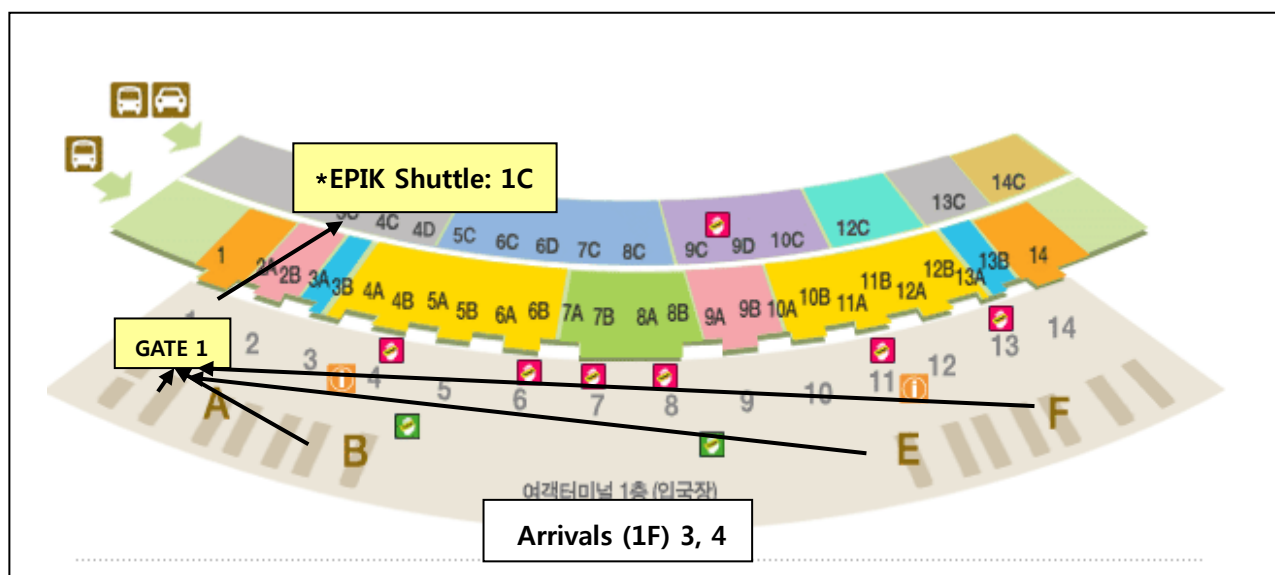 *EPIK Shuttle: 1C
4C 4D 5C 6C 6D 7C 8C 9C 9D 10C 12C 13C 14C
1 2A 2B 3A 3B 4A 4B 5A 5B 6A 6B 7A 7B 8A 8B 9A 9B 10A 10B 11A 11B 12A 12B 13A 13B 14
GATE 1
2 3 4 5 6 7 8 9 10 11 12 13 14
A B E F
여객터미널 1층 (입국장)
Arrivals (1F) 3, 4